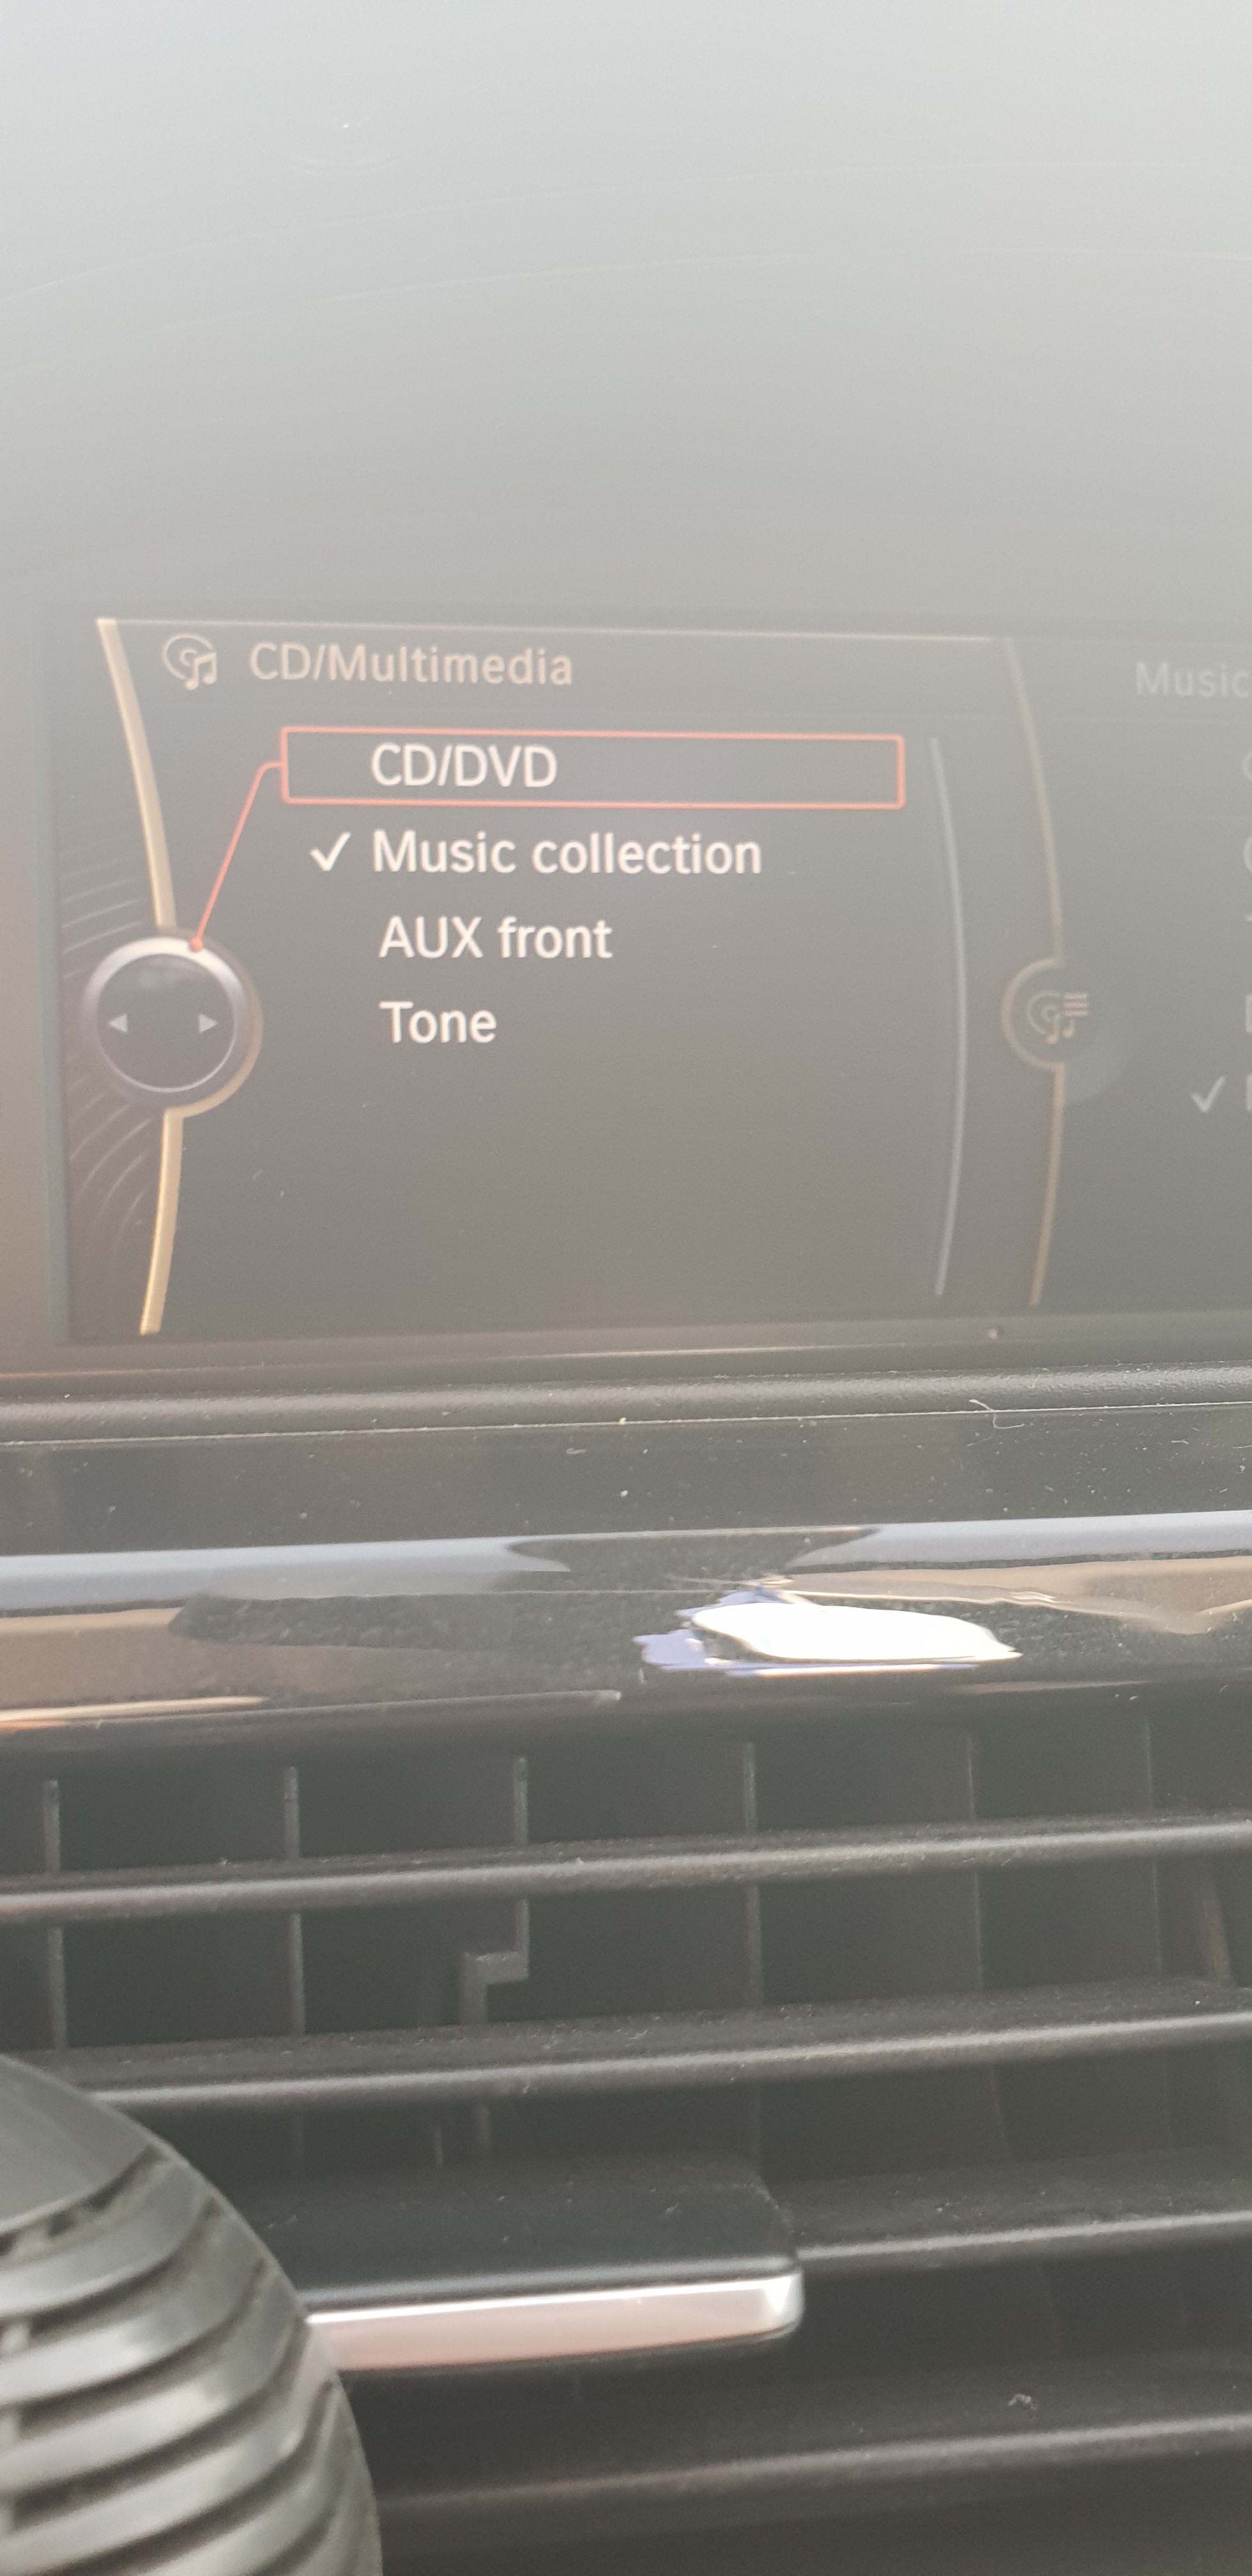 CD/Multimedia
CD/DVD
✓ Music collection
AUX front
Tone
Music
✓